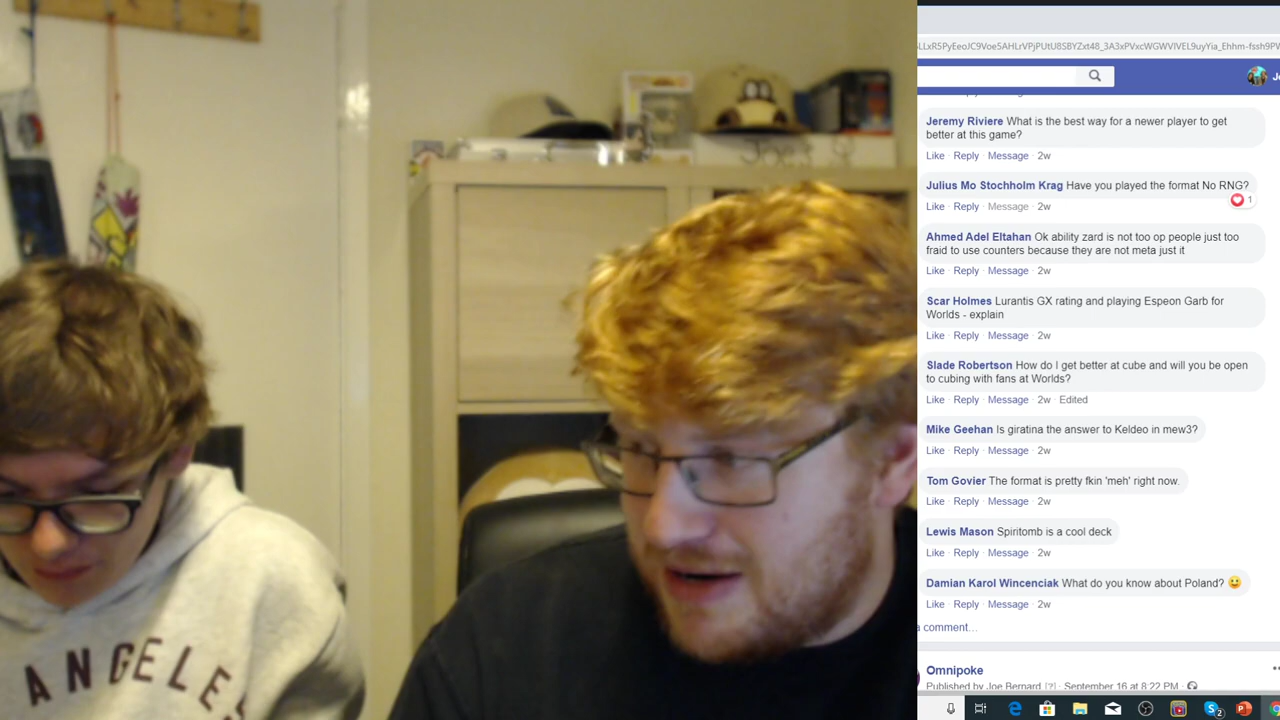 LLxR5PyEeoJC9Voe5AHLrVPjPUtU8SBYZxt48_3A3xPVxcWGWVIVEL9uyYia_Ehhm-fssh9PV
Jeremy Riviere What is the best way for a newer player to get
better at this game?
Like · Reply · Message · 2w
Julius Mo Stochholm Krag Have you played the format No RNG?
1
Like · Reply · Message · 2w
Ahmed Adel Eltahan Ok ability zard is not too op people just too
fraid to use counters because they are not meta just it
Like · Reply · Message · 2w
Scar Holmes Lurantis GX rating and playing Espeon Garb for
Worlds - explain
Like · Reply · Message · 2w
Slade Robertson How do I get better at cube and will you be open
to cubing with fans at Worlds?
Like · Reply · Message · 2w · Edited
Mike Geehan Is giratina the answer to Keldeo in mew3?
Like · Reply · Message · 2w
Tom Govier The format is pretty fkin 'meh' right now.
Like · Reply · Message · 2w
Lewis Mason Spiritomb is a cool deck
Like · Reply · Message · 2w
Damian Karol Wincenciak What do you know about Poland? 😃
Like · Reply · Message · 2w
a comment...
Omnipoke
Published by Joe Bernard [?] · September 16 at 8:22 PM ·
ANGELES